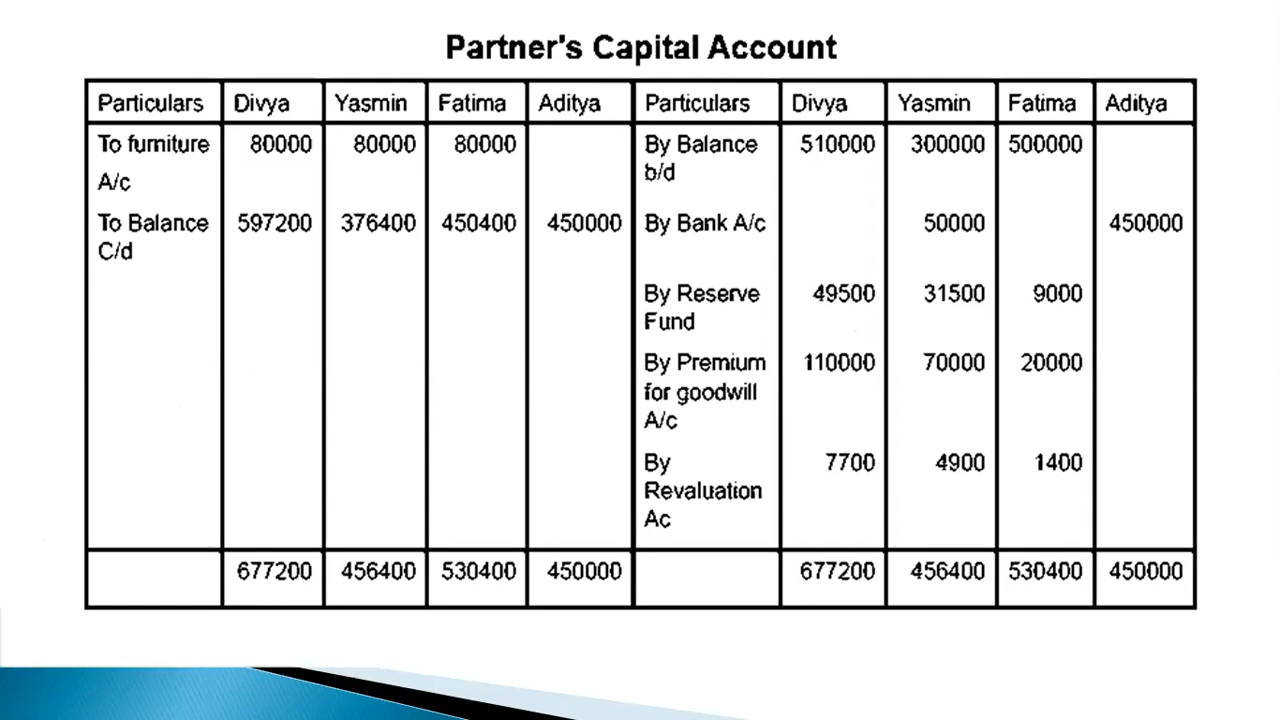 Partner's Capital Account
Particulars Divya Yasmin Fatima Aditya Particulars Divya Yasmin Fatima Aditya
To furniture 80000 80000 80000 By Balance 510000 300000 500000
A/c b/d
To Balance 597200 376400 450400 450000 By Bank A/c 50000 450000
C/d
By Reserve 49500 31500 9000
Fund
By Premium 110000 70000 20000
for goodwill
A/c
By 7700 4900 1400
Revaluation
Ac
677200 456400 530400 450000 677200 456400 530400 450000